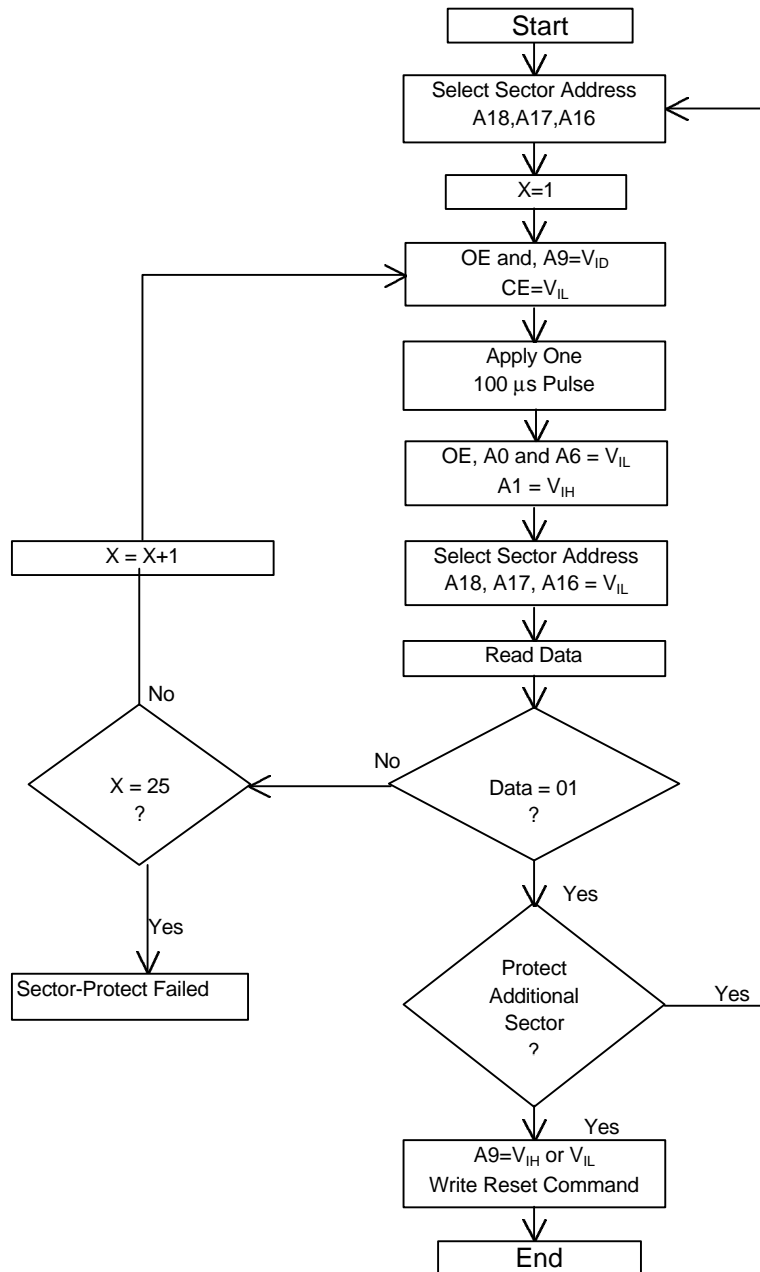 Start
Select Sector Address
A18,A17,A16
X=1
OE and, A9=VID
CE=VIL
Apply One
100 µs Pulse
OE, A0 and A6 = VIL
A1 = VIH
X = X+1
Select Sector Address
A18, A17, A16 = VIL
Read Data
No
No
X = 25
?
Data = 01
?
Yes
Yes
Sector-Protect Failed
Protect
Additional
Sector
?
Yes
Yes
A9=VIH or VIL
Write Reset Command
End